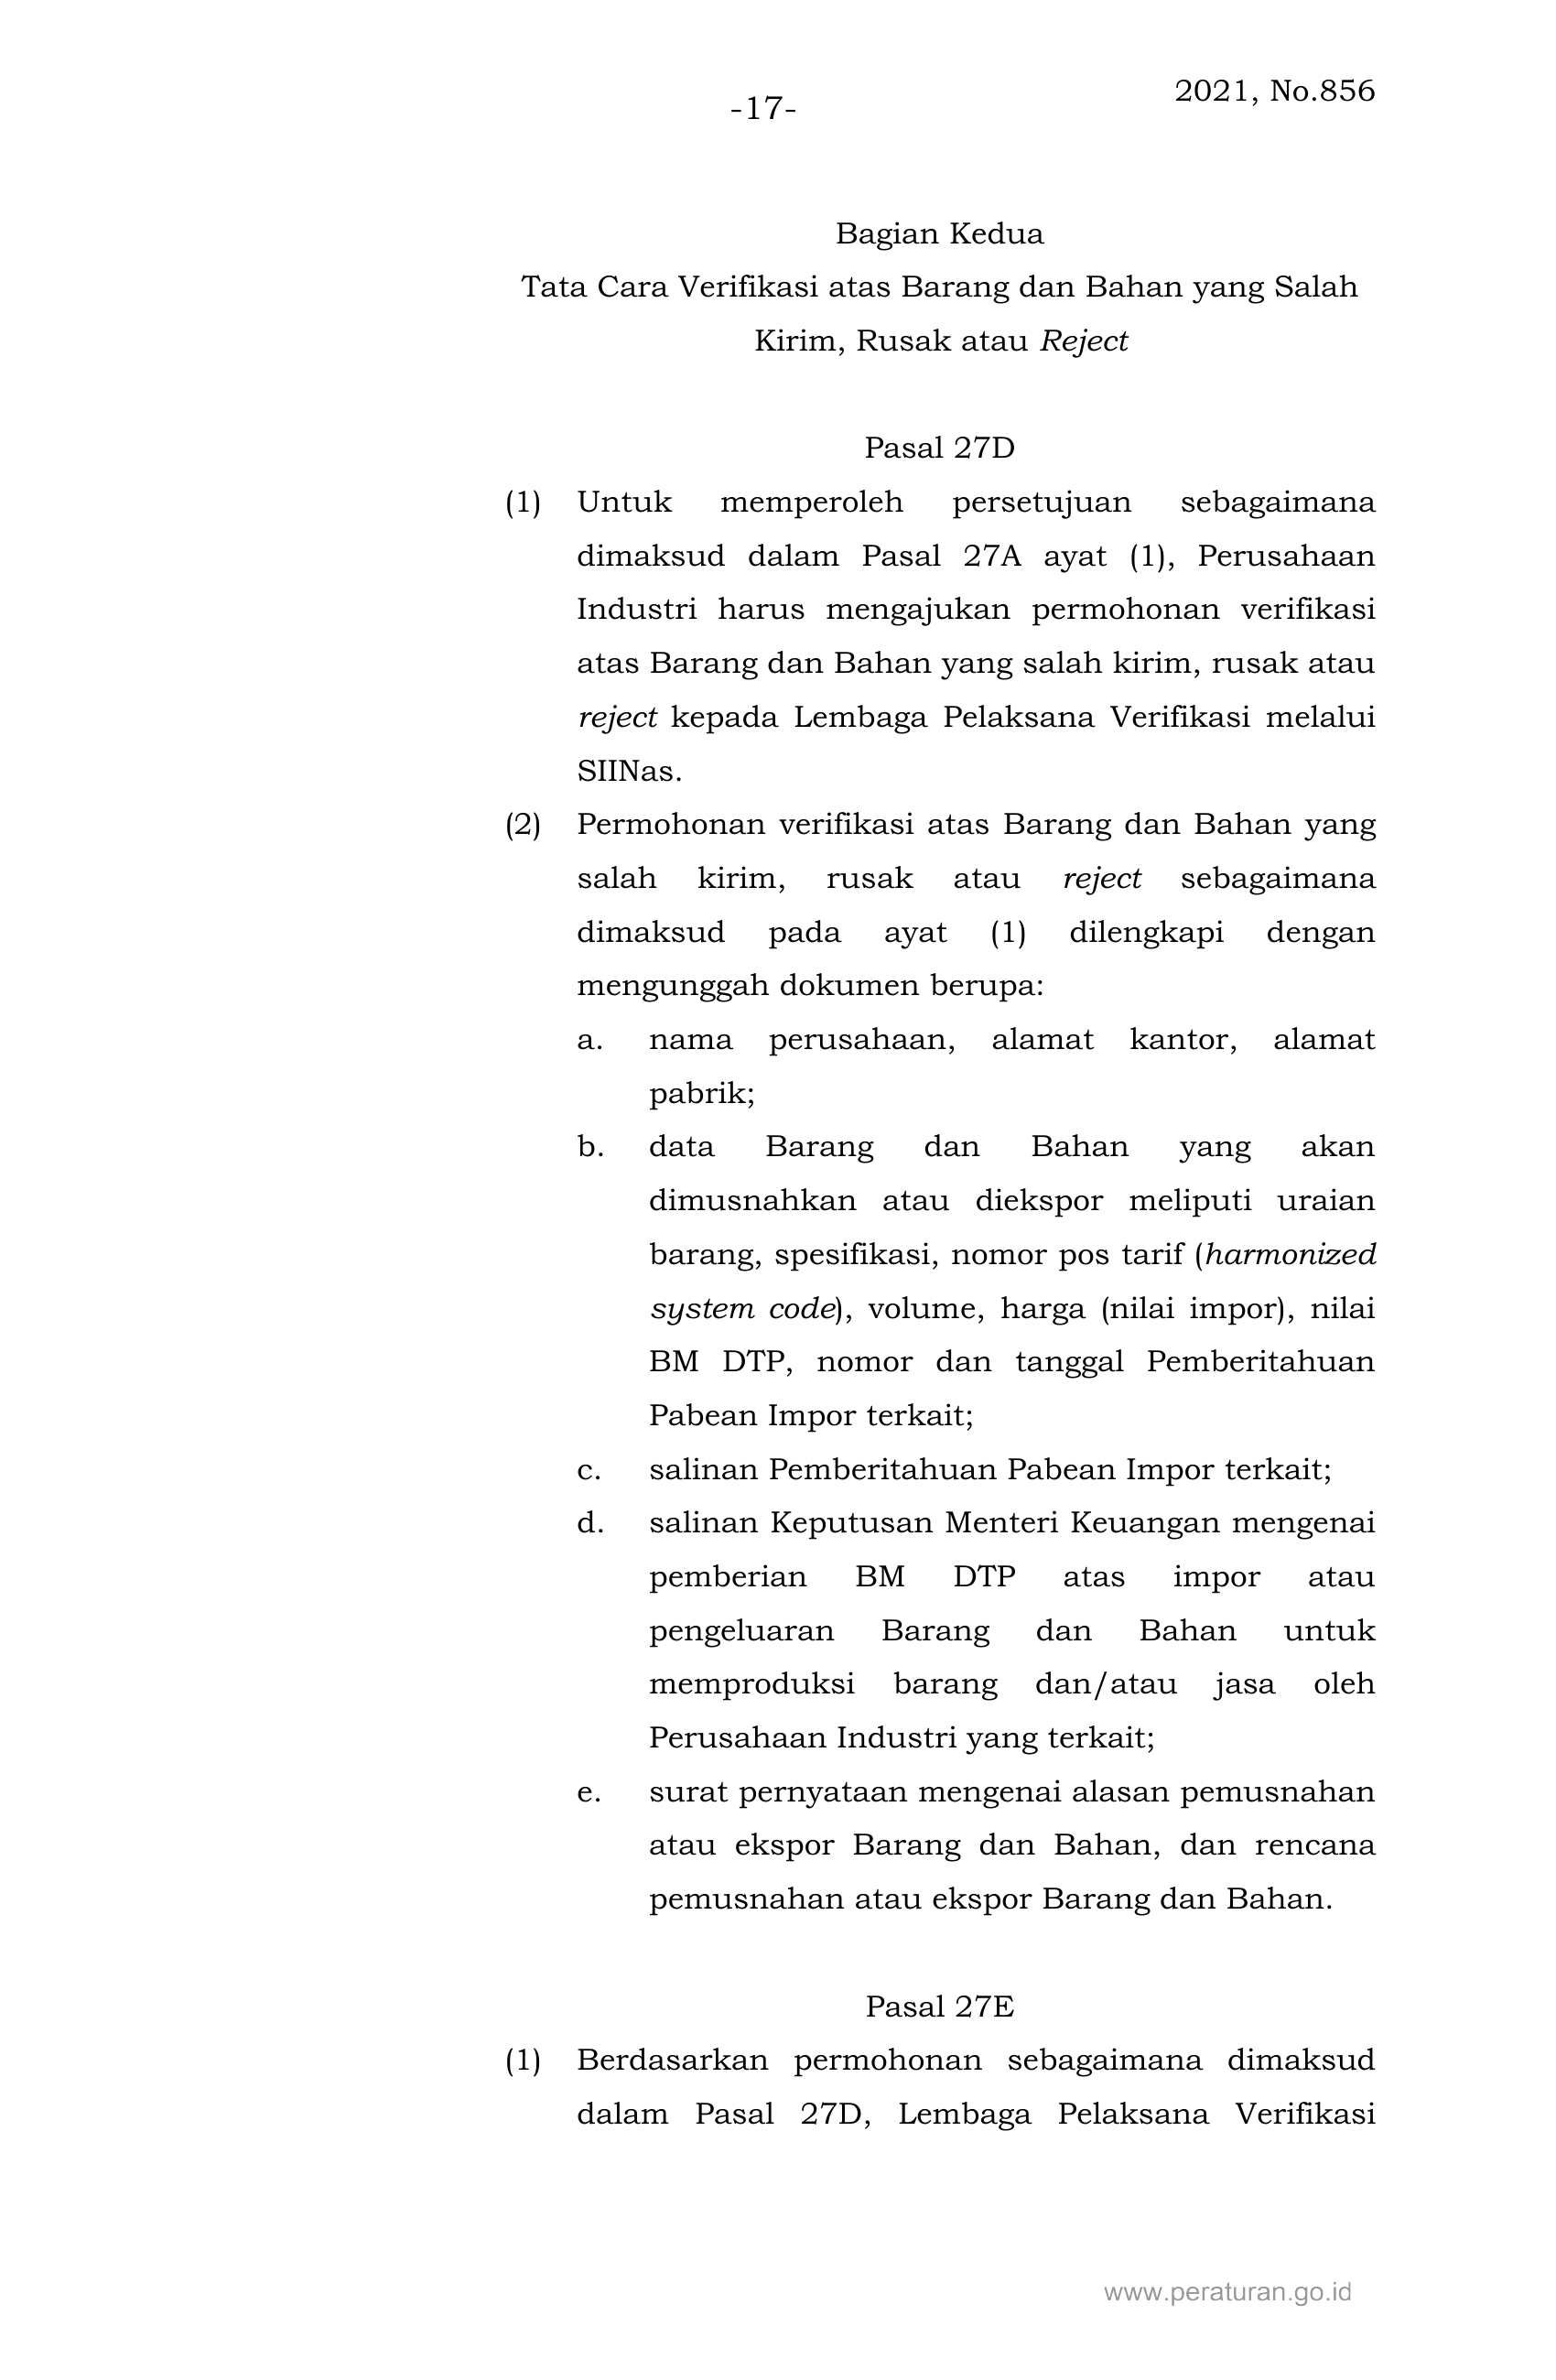 2021, No.856
-17-
Bagian Kedua
Tata Cara Verifikasi atas Barang dan Bahan yang Salah
Kirim, Rusak atau Reject
Pasal 27D
(1) Untuk memperoleh persetujuan sebagaimana
dimaksud dalam Pasal 27A ayat (1), Perusahaan
Industri harus mengajukan permohonan verifikasi
atas Barang dan Bahan yang salah kirim, rusak atau
reject kepada Lembaga Pelaksana Verifikasi melalui
SIINas.
(2) Permohonan verifikasi atas Barang dan Bahan yang
salah kirim, rusak atau reject sebagaimana
dimaksud pada ayat (1) dilengkapi dengan
mengunggah dokumen berupa:
a. nama perusahaan, alamat kantor, alamat
pabrik;
b. data Barang dan Bahan yang akan
dimusnahkan atau diekspor meliputi uraian
barang, spesifikasi, nomor pos tarif (harmonized
system code), volume, harga (nilai impor), nilai
BM DTP, nomor dan tanggal Pemberitahuan
Pabean Impor terkait;
c. salinan Pemberitahuan Pabean Impor terkait;
d. salinan Keputusan Menteri Keuangan mengenai
pemberian BM DTP atas impor atau
pengeluaran Barang dan Bahan untuk
memproduksi barang dan/atau jasa oleh
Perusahaan Industri yang terkait;
e. surat pernyataan mengenai alasan pemusnahan
atau ekspor Barang dan Bahan, dan rencana
pemusnahan atau ekspor Barang dan Bahan.
Pasal 27E
(1) Berdasarkan permohonan sebagaimana dimaksud
dalam Pasal 27D, Lembaga Pelaksana Verifikasi
www.peraturan.go.id